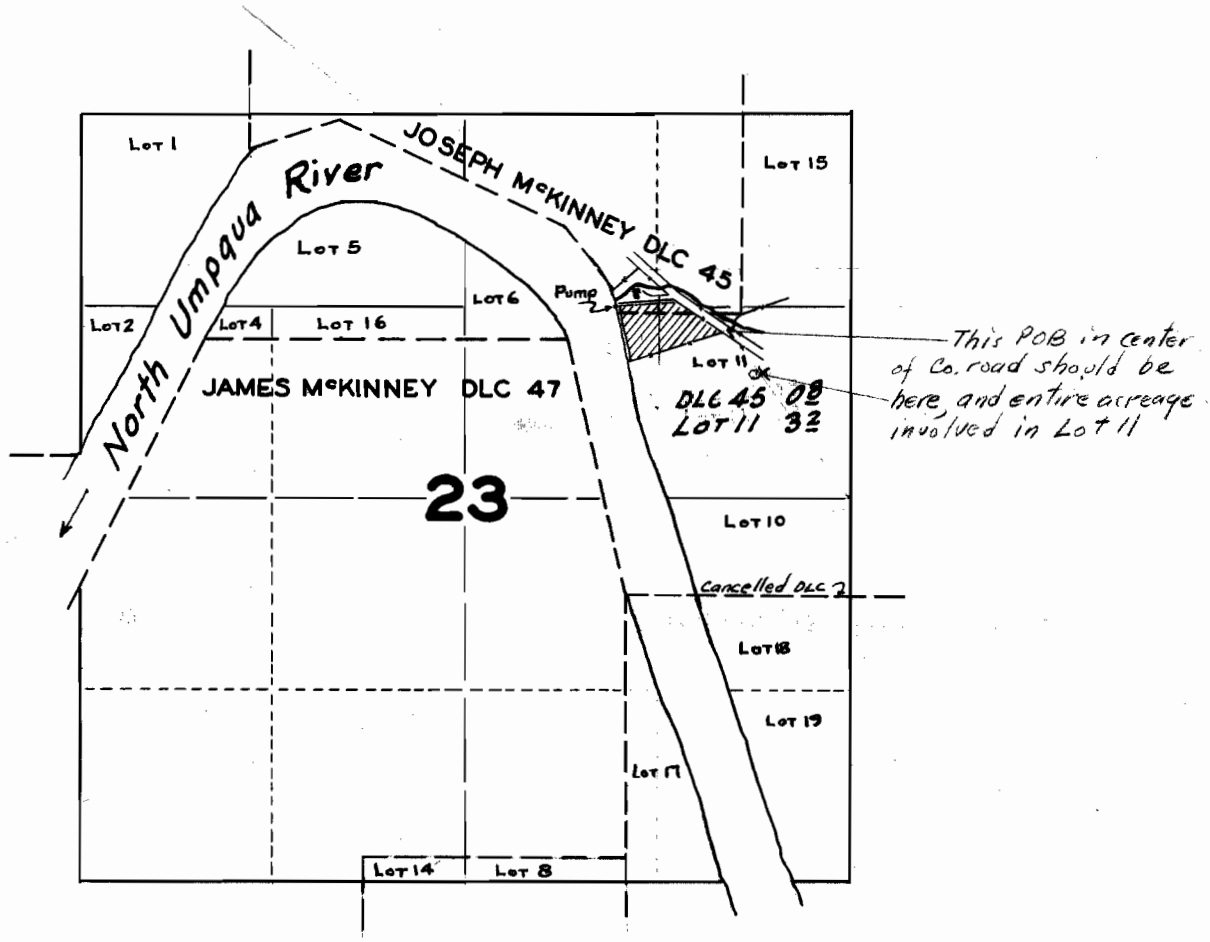 LOT 1
JOSEPH McKINNEY DLC 45
LOT 15
North Umpqua River
LOT 5
LOT 6
Pump
LOT 2
LOT 4
LOT 16
LOT 11
This POB in center
of Co. road should be
here, and entire acreage
involved in Lot 11
JAMES McKINNEY DLC 47
DLC 45 0.8
LOT 11 3.2
23
LOT 10
Cancelled DLC
LOT 18
LOT 19
LOT 17
LOT 14
LOT 8